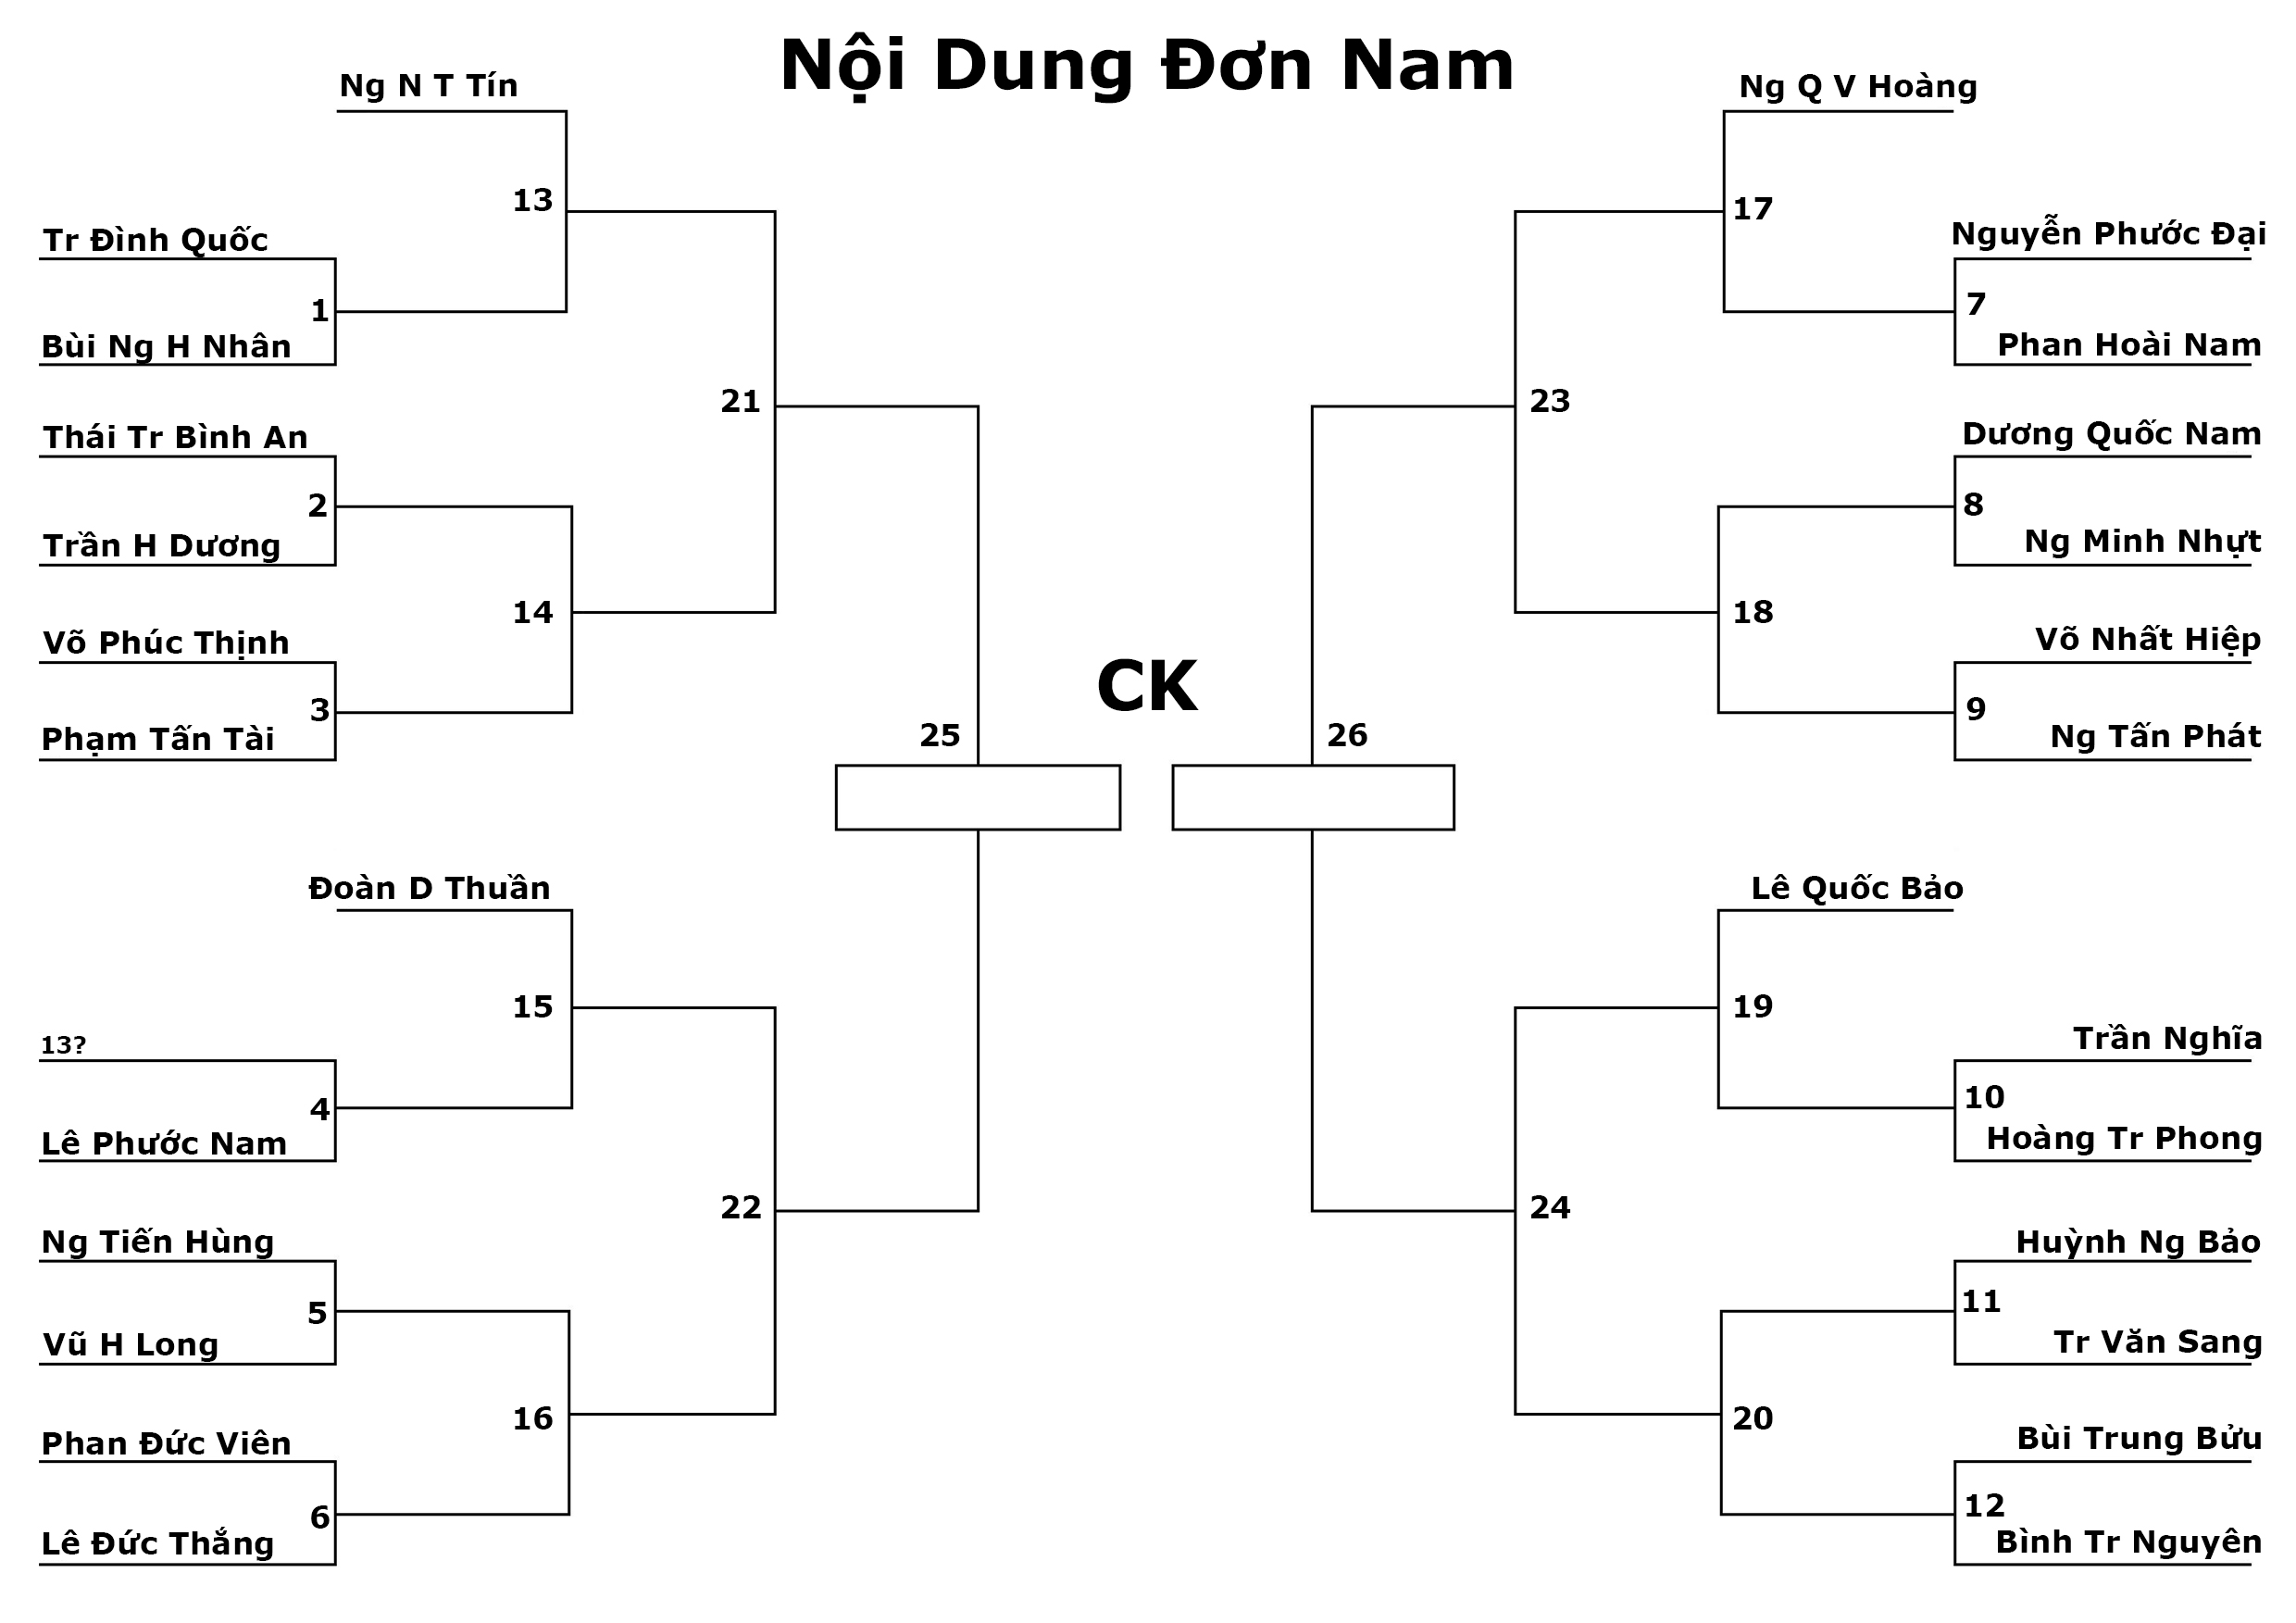 Nội Dung Đơn Nam
Ng N T Tín
13
Tr Đình Quốc
1
Bùi Ng H Nhân
21
Thái Tr Bình An
2
Trần H Dương
14
Võ Phúc Thịnh
3
Phạm Tấn Tài
25
Đoàn D Thuần
15
13?
4
Lê Phước Nam
22
Ng Tiến Hùng
5
Vũ H Long
16
Phan Đức Viên
6
Lê Đức Thắng
CK
Ng Q V Hoàng
17
Nguyễn Phước Đại
7
Phan Hoài Nam
23
Dương Quốc Nam
8
Ng Minh Nhựt
18
Võ Nhất Hiệp
9
Ng Tấn Phát
26
Lê Quốc Bảo
19
Trần Nghĩa
10
Hoàng Tr Phong
24
Huỳnh Ng Bảo
11
Tr Văn Sang
20
Bùi Trung Bửu
12
Bình Tr Nguyên